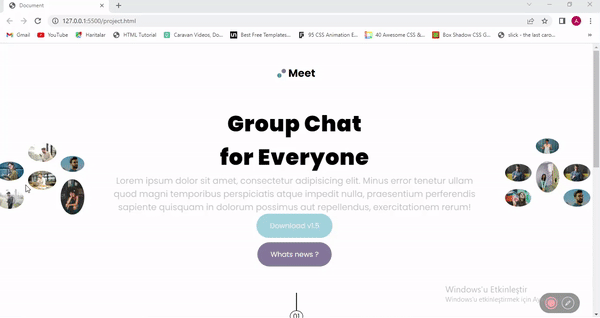 Document
127.0.0.1:5500/project.html
Gmail YouTube Haritalar HTML Tutorial Caravan Videos, Do... Best Free Templates... 95 CSS Animation E... 40 Awesome CSS &... Box Shadow CSS G... slick - the last caro...
Meet
Group Chat
for Everyone
Lorem ipsum dolor sit amet, consectetur adipisicing elit. Minus error tenetur ullam
quod magni temporibus perspiciatis atque impedit nulla, praesentium perferendis
sapiente quisquam in dolorum possimus aut repellendus, exercitationem rerum!
Download v1.5
Whats news ?
01
Windows'u Etkinleştir
Windows'u etkinleştirmek için